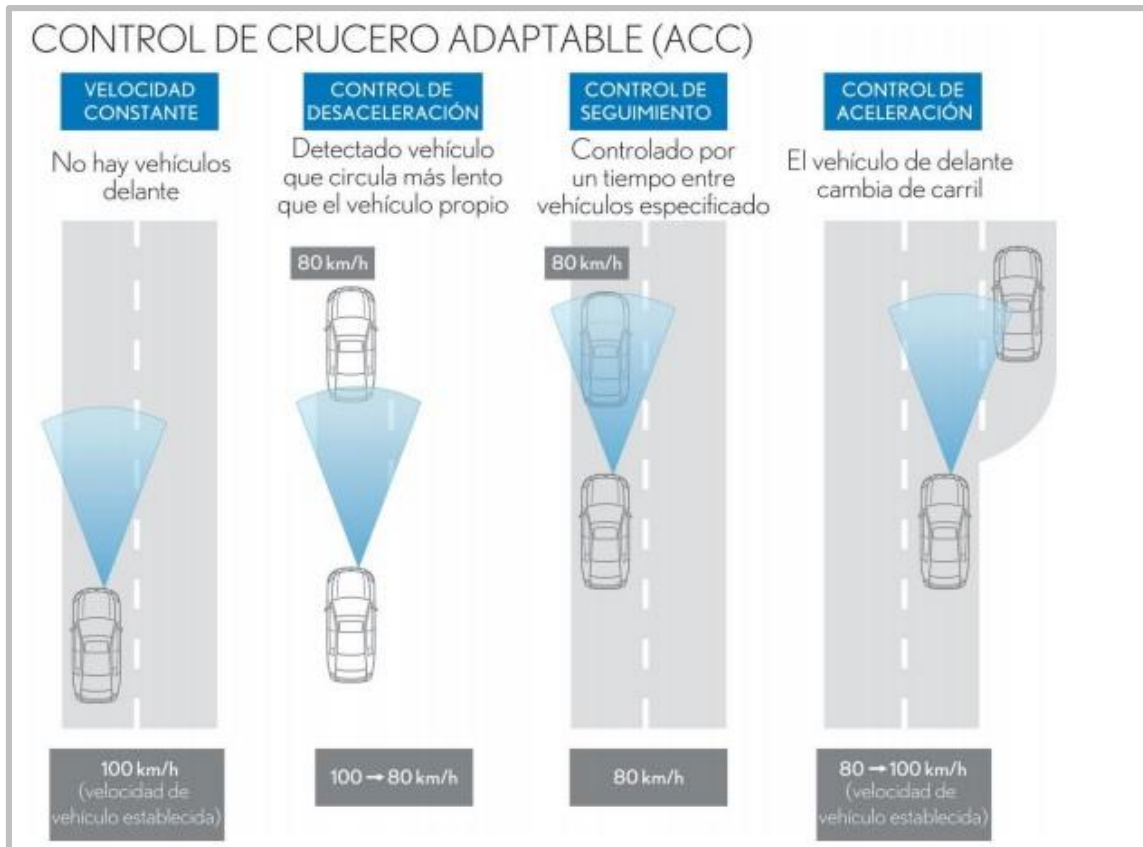 CONTROL DE CRUCERO ADAPTABLE (ACC)
VELOCIDAD
CONSTANTE
No hay vehículos
delante
100 km/h
(velocidad de
vehículo establecida)
CONTROL DE
DESACELERACIÓN
Detectado vehículo
que circula más lento
que el vehículo propio
80 km/h
100 → 80 km/h
CONTROL DE
SEGUIMIENTO
Controlado por
un tiempo entre
vehículos especificado
80 km/h
80 km/h
CONTROL DE
ACELERACIÓN
El vehículo de delante
cambia de carril
80 → 100 km/h
(velocidad de
vehículo establecida)